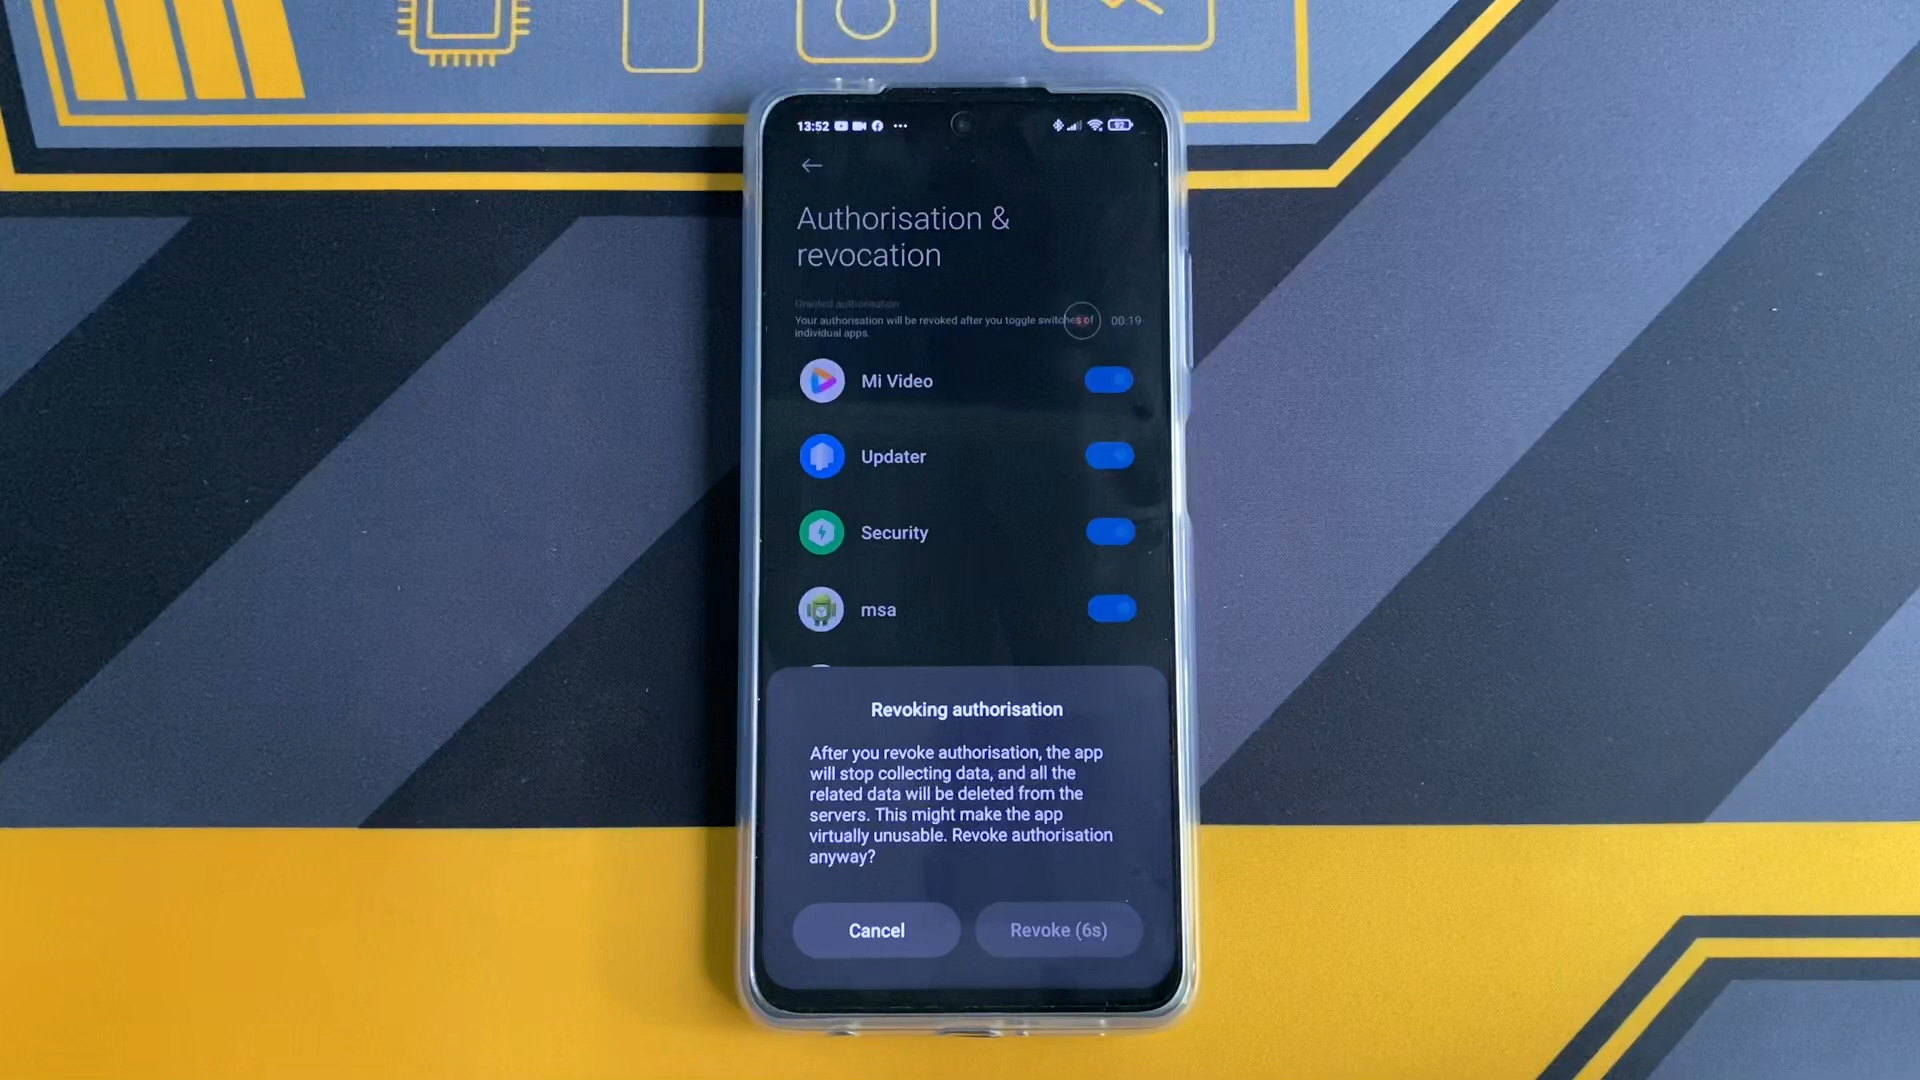 13:52
92
Authorisation &
revocation
Granted authorisation
Your authorisation will be revoked after you toggle switches of
individual apps.
00:19
Mi Video
Updater
Security
msa
Revoking authorisation
After you revoke authorisation, the app
will stop collecting data, and all the
related data will be deleted from the
servers. This might make the app
virtually unusable. Revoke authorisation
anyway?
Cancel
Revoke (6s)